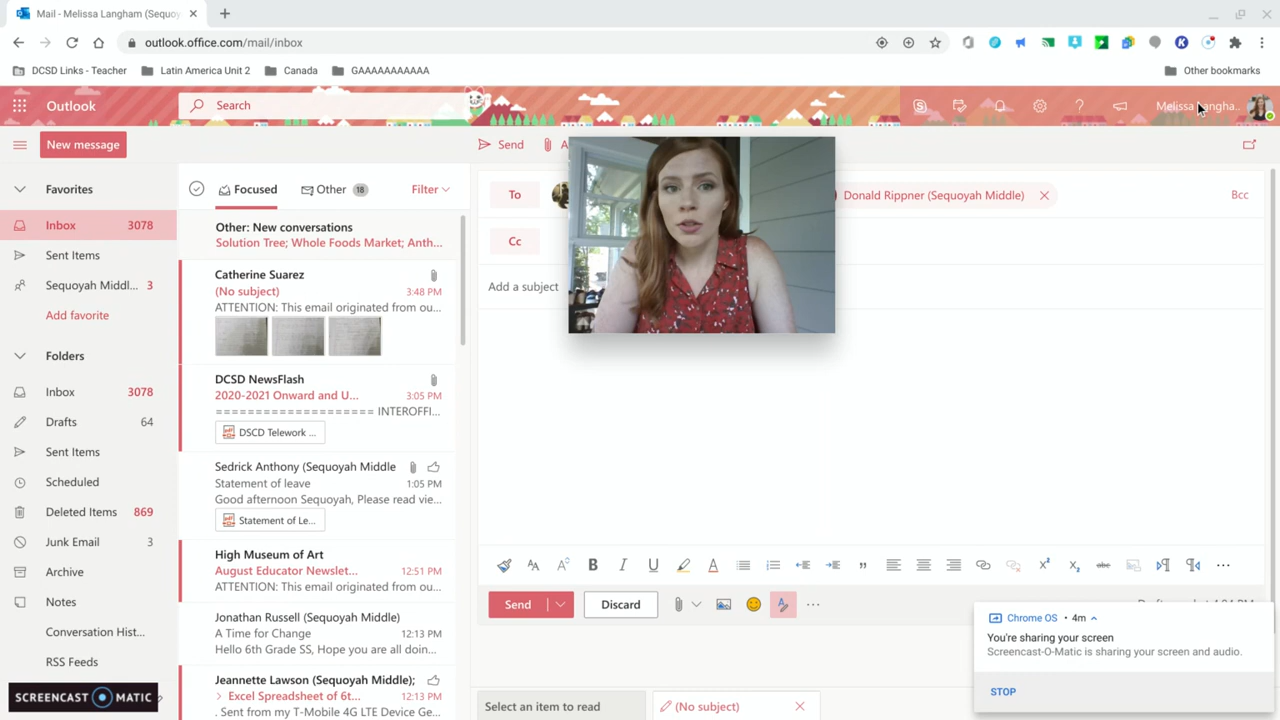 Mail - Melissa Langham (Sequoy
outlook.office.com/mail/inbox
DCSD Links - Teacher
Latin America Unit 2
Canada
GAAAAAAAAAAA
Other bookmarks
Outlook
Search
Melissa Langha..
New message
Send
Favorites
Focused
Other 18
Filter
To
Donald Rippner (Sequoyah Middle)
Bcc
Inbox 3078
Other: New conversations
Solution Tree; Whole Foods Market; Anth...
Cc
Sent Items
Catherine Suarez
(No subject) 3:48 PM
ATTENTION: This email originated from ou...
Add a subject
Sequoyah Middl... 3
Add favorite
Folders
DCSD NewsFlash
2020-2021 Onward and U... 3:05 PM
==================== INTEROFFI...
DSCD Telework ...
Inbox 3078
Drafts 64
Sent Items
Sedrick Anthony (Sequoyah Middle
Statement of leave 1:05 PM
Good afternoon Sequoyah, Please read vie...
Statement of Le...
Scheduled
Deleted Items 869
Junk Email 3
High Museum of Art
August Educator Newslet... 12:51 PM
ATTENTION: This email originated from ou...
Archive
Notes
Jonathan Russell (Sequoyah Middle)
A Time for Change 12:13 PM
Hello 6th Grade SS, Hope you are all doin...
Conversation Hist...
RSS Feeds
Jeannette Lawson (Sequoyah Middle);
Excel Spreadsheet of 6t... 12:13 PM
. Sent from my T-Mobile 4G LTE Device Ge...
Send
Discard
Chrome OS • 4m
You're sharing your screen
Screencast-O-Matic is sharing your screen and audio.
STOP
Select an item to read
(No subject)
SCREENCAST O MATIC